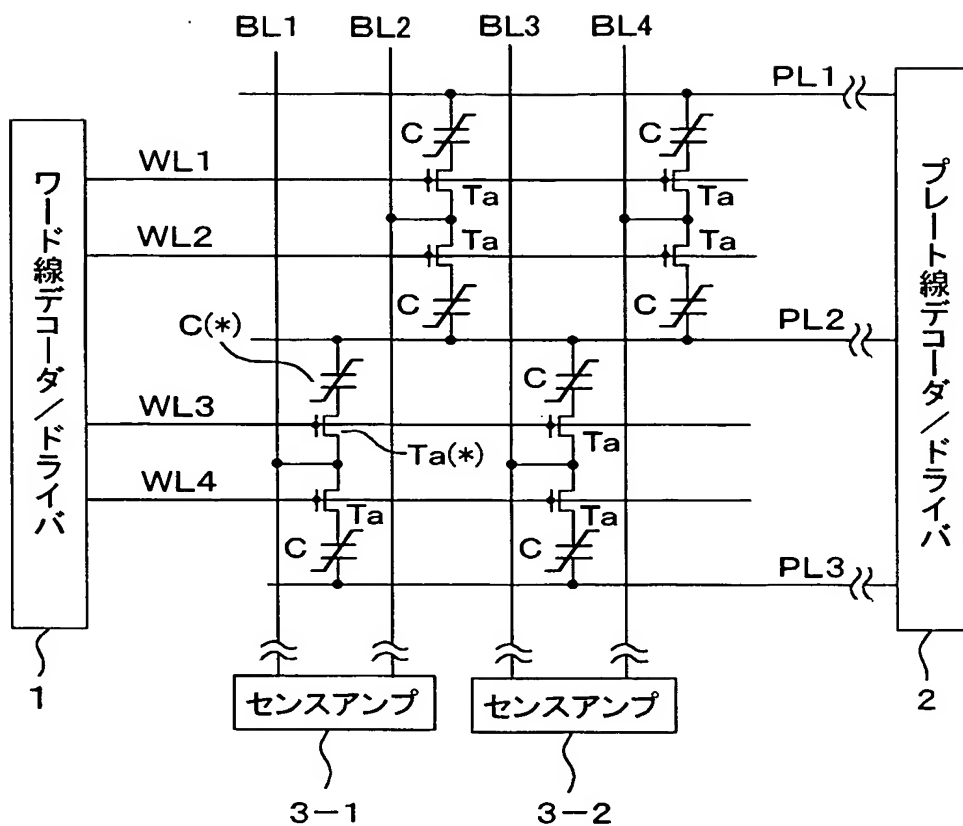 BL1 BL2 BL3 BL4
PL1
C C
WL1
Ta Ta
WL2
Ta Ta
C C
PL2
C(*)
C
WL3
Ta(*) Ta
WL4
Ta Ta
C C
PL3
ワード線デコーダ/ドライバ
プレート線デコーダ/ドライバ
センスアンプ センスアンプ
1 2
3-1 3-2